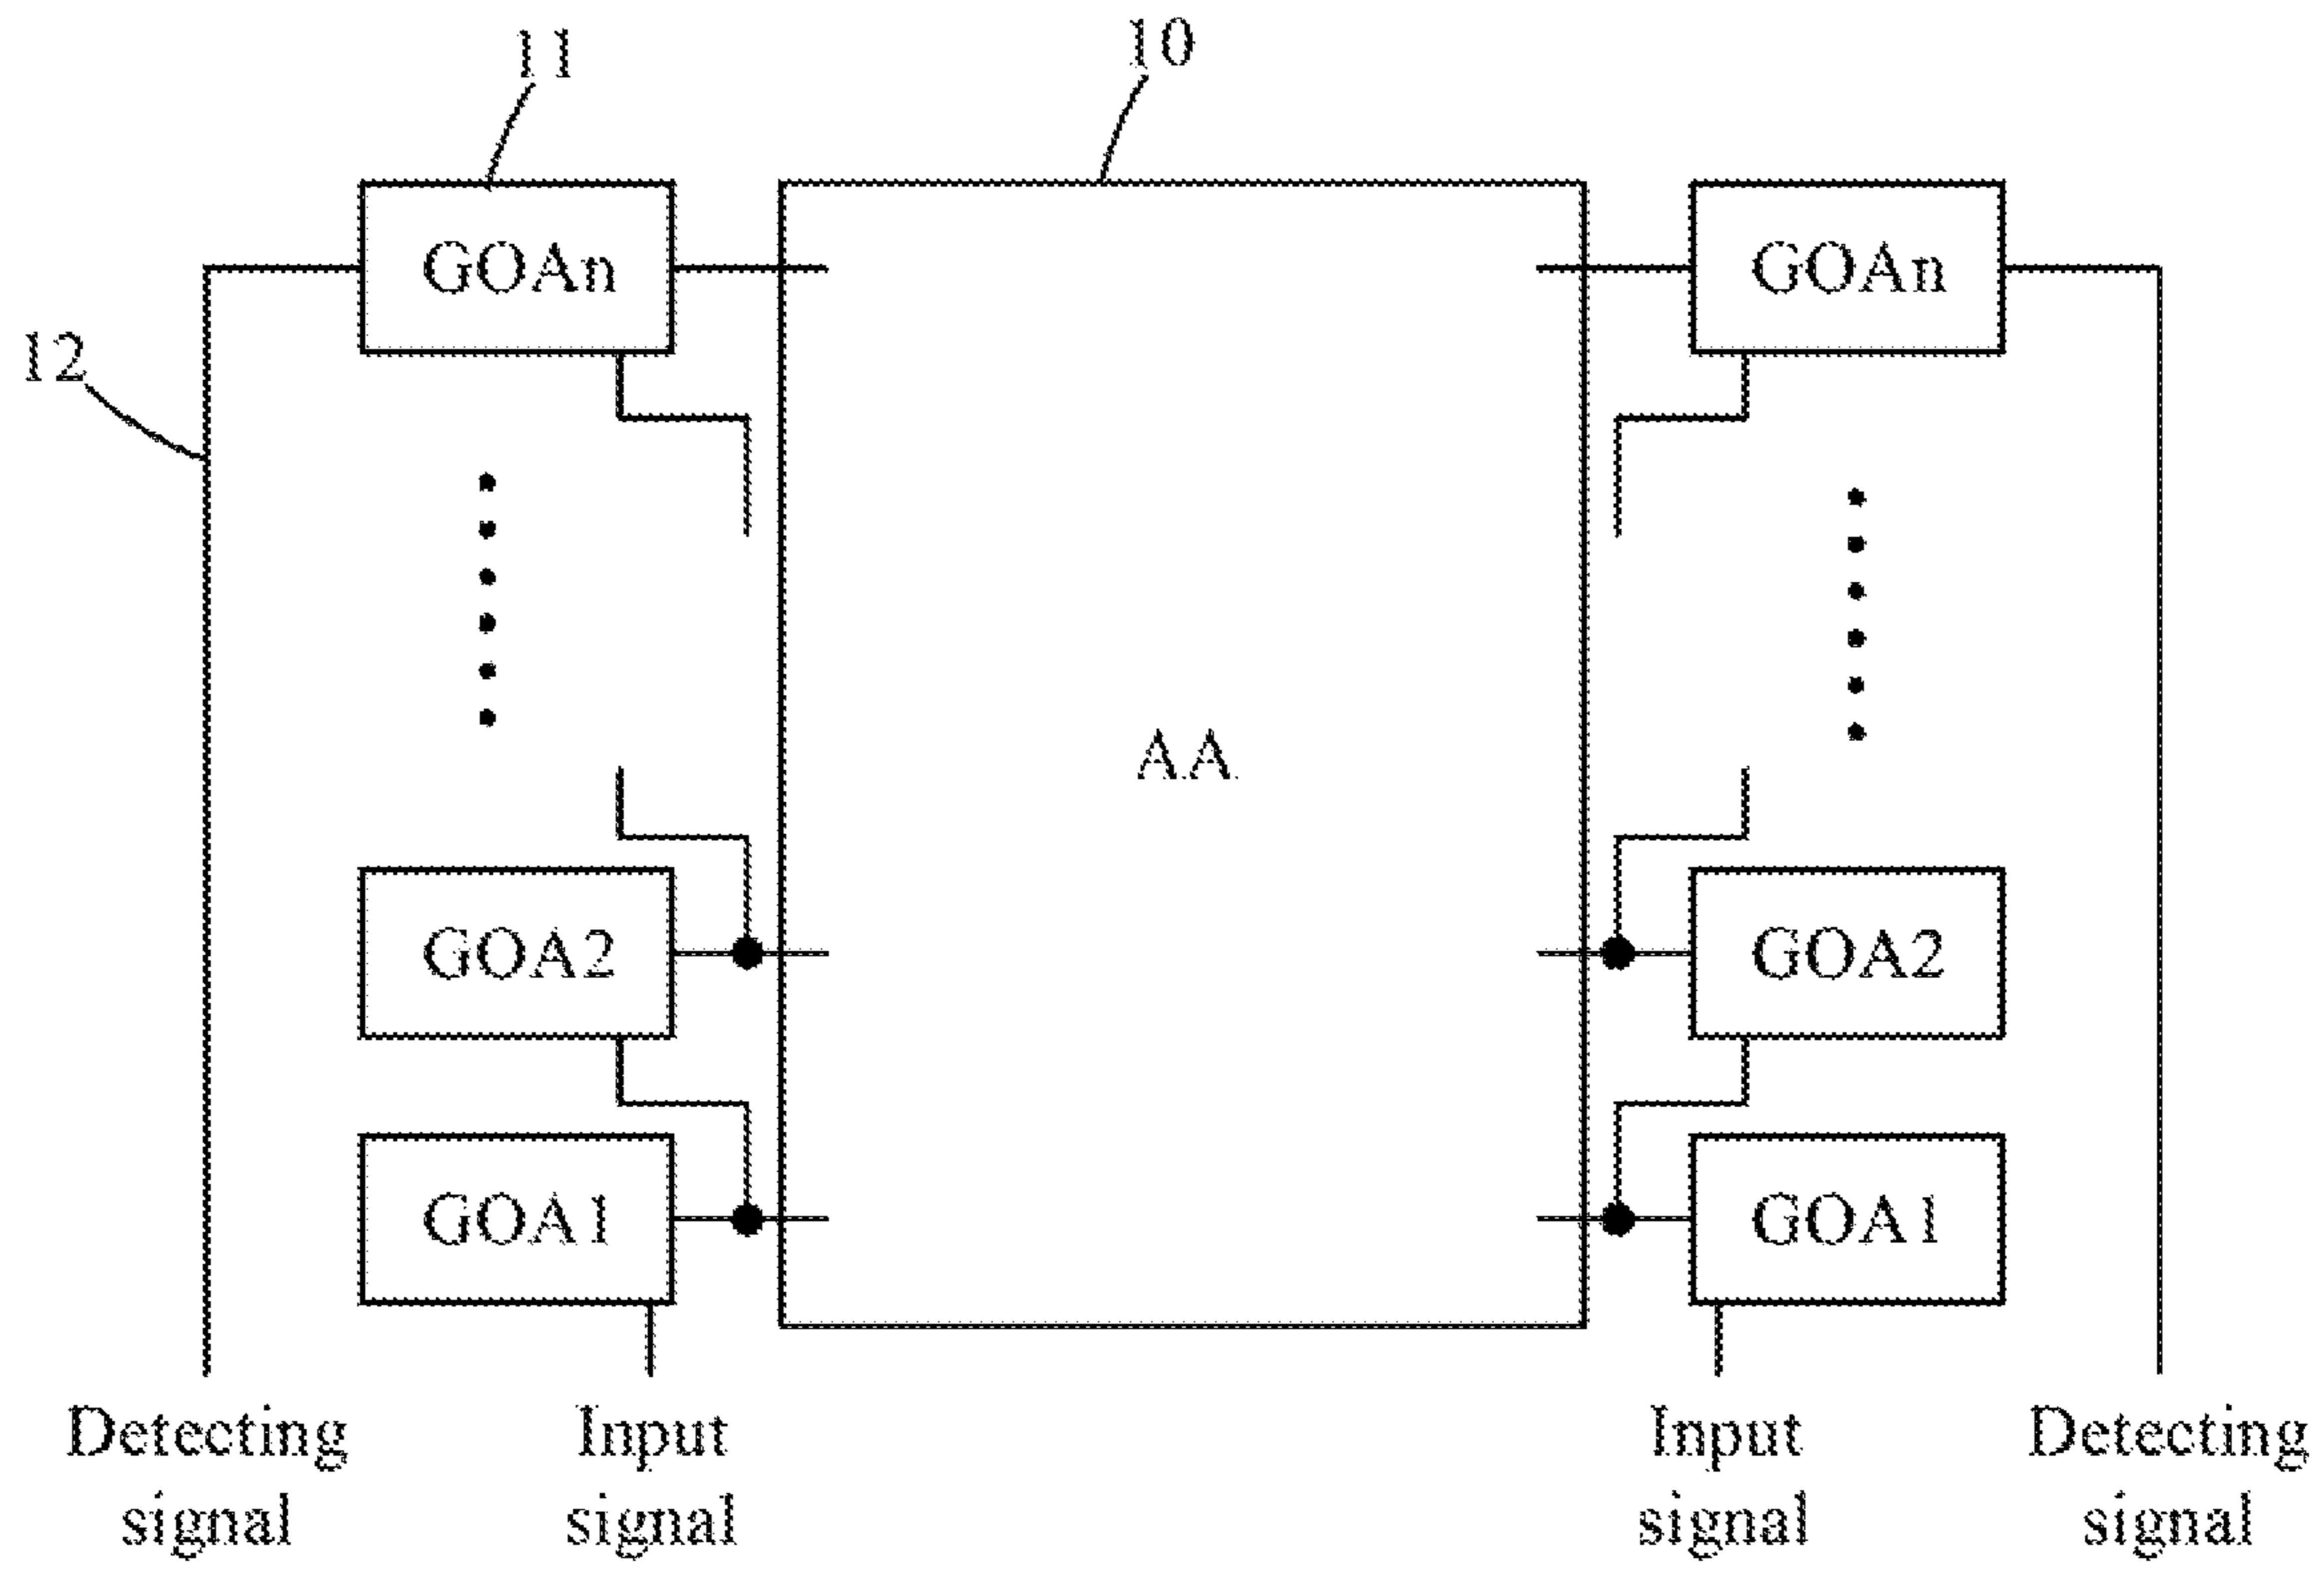 11
10
GOAn
GOAn
12
AA
GOA2
GOA2
GOA1
GOA1
Detecting
signal
Input
signal
Input
signal
Detecting
signal